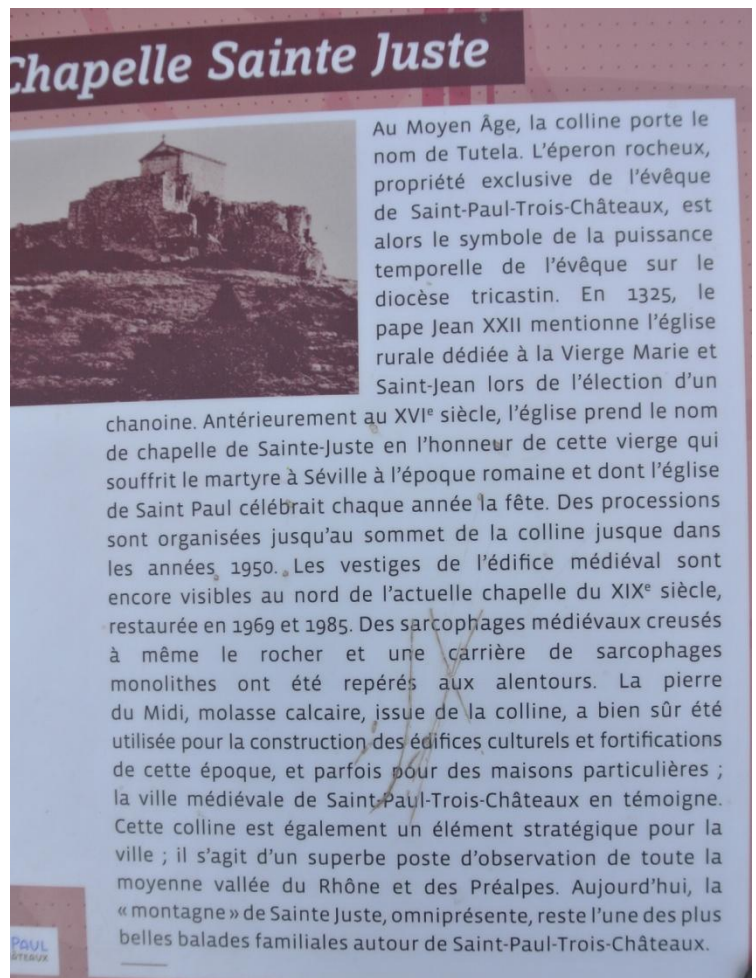 Chapelle Sainte Juste
Au Moyen Âge, la colline porte le
nom de Tutela. L'éperon rocheux,
propriété exclusive de l'évêque
de Saint-Paul-Trois-Châteaux, est
alors le symbole de la puissance
temporelle de l'évêque sur le
diocèse tricastin. En 1325, le
pape Jean XXII mentionne l'église
rurale dédiée à la Vierge Marie et
Saint-Jean lors de l'élection d'un
chanoine. Antérieurement au XVIe siècle, l'église prend le nom
de chapelle de Sainte-Juste en l'honneur de cette vierge qui
souffrit le martyre à Séville à l'époque romaine et dont l'église
de Saint Paul célébrait chaque année la fête. Des processions
sont organisées jusqu'au sommet de la colline jusque dans
les années 1950. Les vestiges de l'édifice médiéval sont
encore visibles au nord de l'actuelle chapelle du XIXe siècle,
restaurée en 1969 et 1985. Des sarcophages médiévaux creusés
à même le rocher et une carrière de sarcophages
monolithes ont été repérés aux alentours. La pierre
du Midi, molasse calcaire, issue de la colline, a bien sûr été
utilisée pour la construction des édifices culturels et fortifications
de cette époque, et parfois pour des maisons particulières ;
la ville médiévale de Saint-Paul-Trois-Châteaux en témoigne.
Cette colline est également un élément stratégique pour la
ville ; il s'agit d'un superbe poste d'observation de toute la
moyenne vallée du Rhône et des Préalpes. Aujourd'hui, la
« montagne » de Sainte Juste, omniprésente, reste l'une des plus
belles balades familiales autour de Saint-Paul-Trois-Châteaux.
PAUL